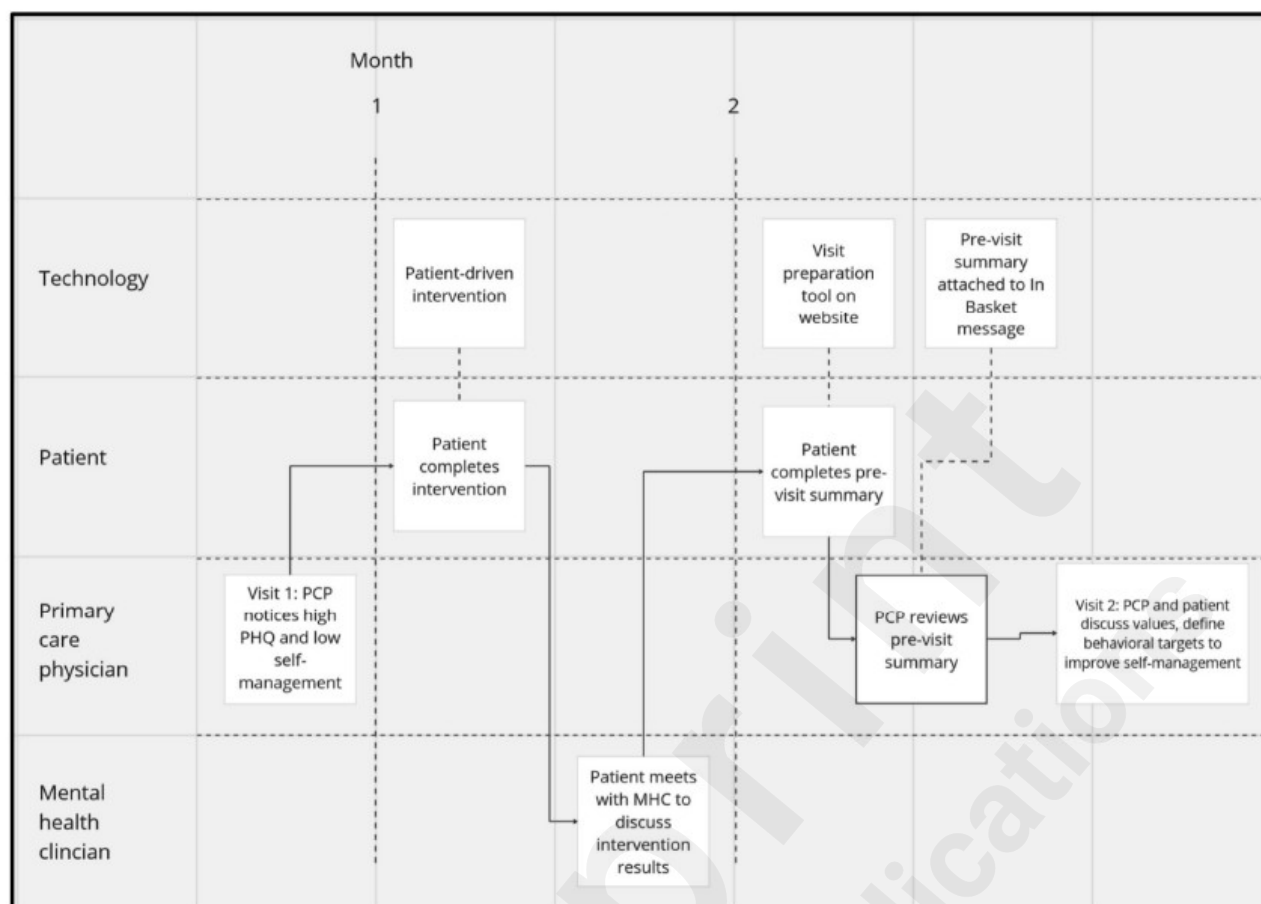 Month
1
2
Technology
Patient-driven
intervention
Visit
preparation
tool on
website
Pre-visit
summary
attached to In
Basket
message
Patient
Patient
completes
intervention
Patient
completes pre-
visit summary
Primary
care
physician
Visit 1: PCP
notices high
PHQ and low
self-
management
PCP reviews
pre-visit
summary
Visit 2: PCP and patient
discuss values, define
behavioral targets to
improve self-management
Mental
health
clincian
Patient meets
with MHC to
discuss
intervention
results
print
lications